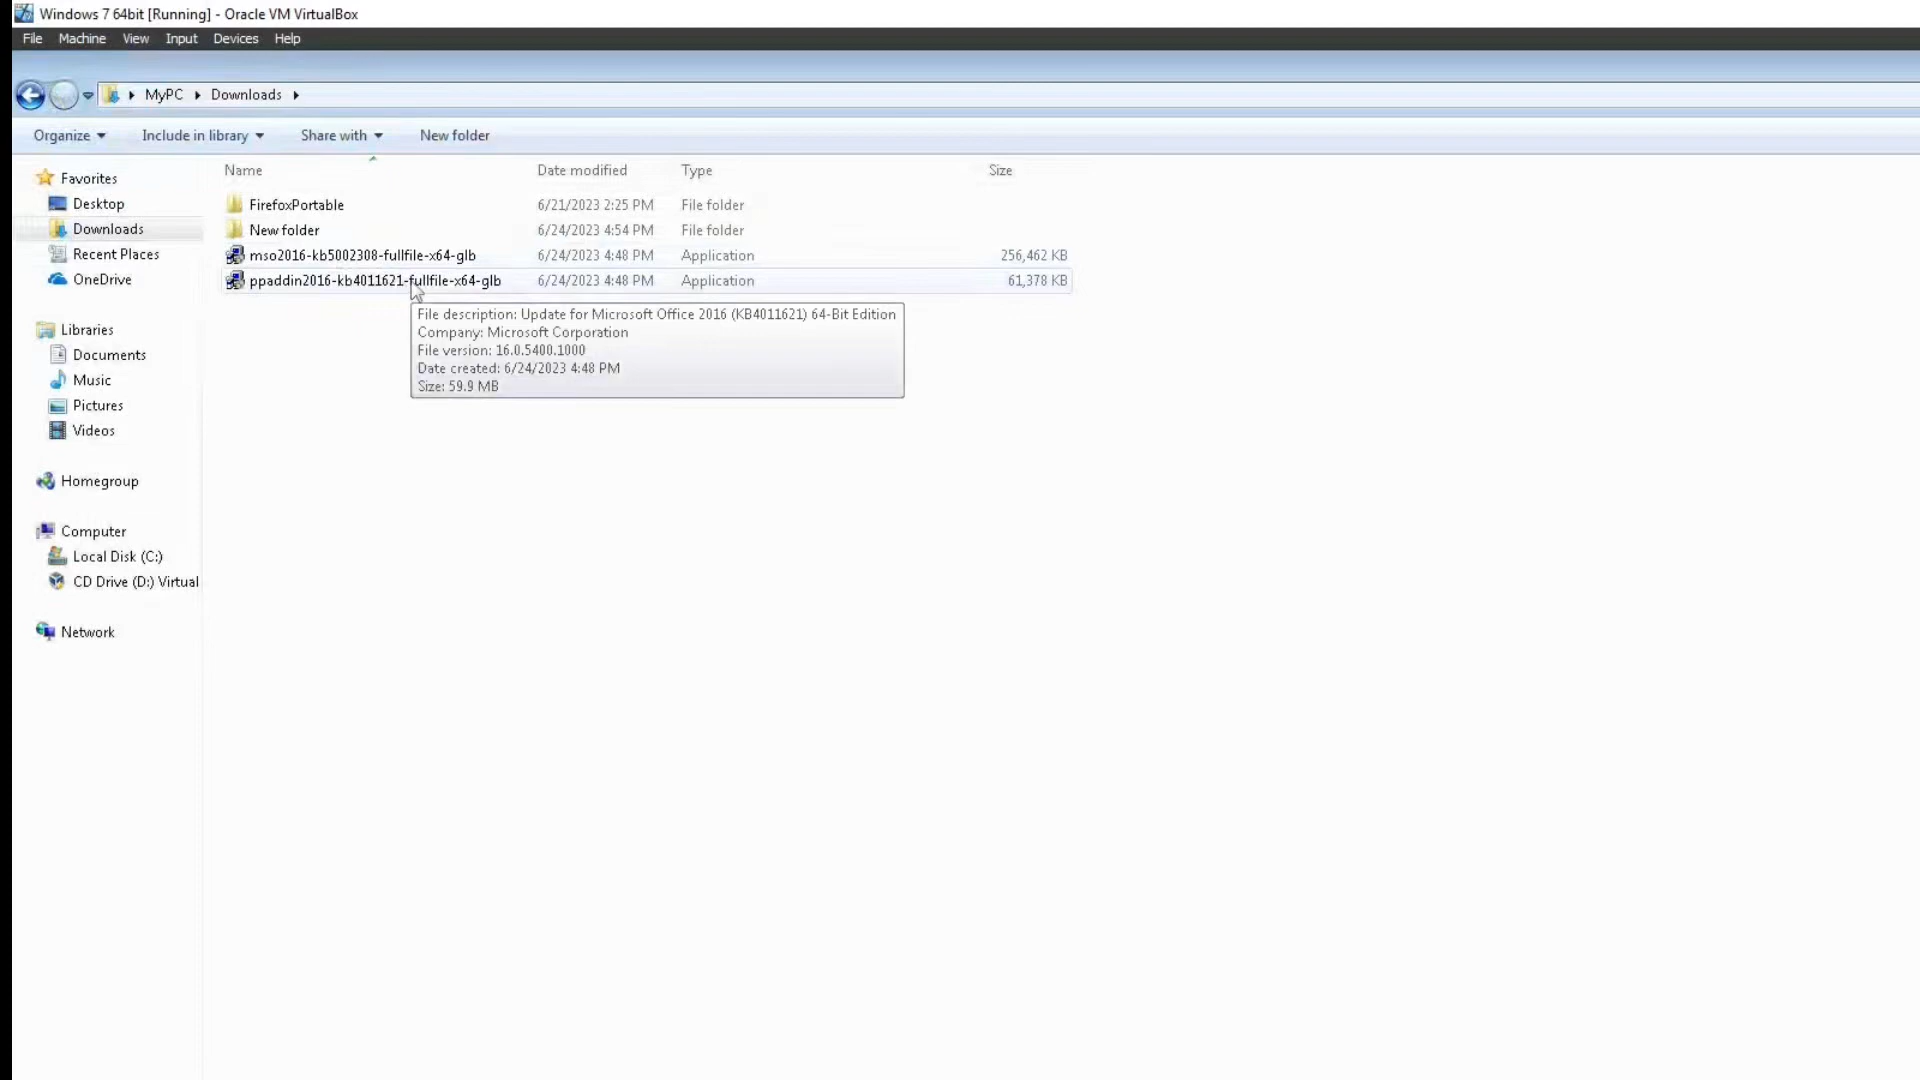 Windows 7 64bit [Running] - Oracle VM VirtualBox
File Machine View Input Devices Help
MyPC Downloads
Organize Include in library Share with New folder
Name Date modified Type Size
Favorites
Desktop
Downloads
Recent Places
OneDrive
Libraries
Documents
Music
Pictures
Videos
Homegroup
Computer
Local Disk (C:)
CD Drive (D:) Virtual
Network
FirefoxPortable 6/21/2023 2:25 PM File folder
New folder 6/24/2023 4:54 PM File folder
mso2016-kb5002308-fullfile-x64-glb 6/24/2023 4:48 PM Application 256,462 KB
ppaddin2016-kb4011621-fullfile-x64-glb 6/24/2023 4:48 PM Application 61,378 KB
File description: Update for Microsoft Office 2016 (KB4011621) 64-Bit Edition
Company: Microsoft Corporation
File version: 16.0.5400.1000
Date created: 6/24/2023 4:48 PM
Size: 59.9 MB